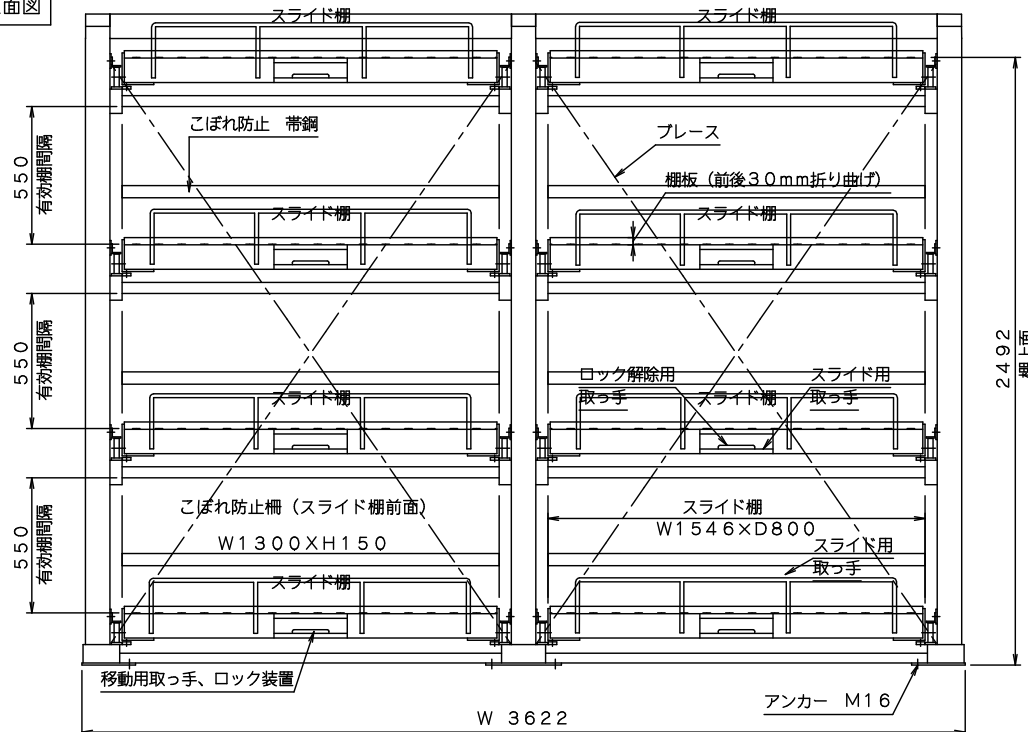 面図
スライド棚
スライド棚
こぼれ防止 帯鋼
ブレース
550
有効棚間隔
棚板(前後30mm折り曲げ)
スライド棚
スライド棚
550
有効棚間隔
2492
棚上面
ロック解除用
取っ手
スライド用
取っ手
スライド棚
スライド棚
こぼれ防止柵(スライド棚前面)
W1300XH150
スライド棚
W1546×D800
550
有効棚間隔
スライド用
取っ手
スライド棚
移動用取っ手、ロック装置
アンカー M16
W 3622